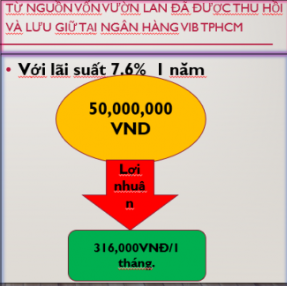 TỪ NGUỒN VỐN VƯỜN LAN ĐÃ ĐƯỢC THU HỒI
VÀ LƯU GIỮ TẠI NGÂN HÀNG VIB TPHCM
• Với lãi suất 7.6% 1 năm
50,000,000
VND
Lợi
nhuâ
n
316,000VNĐ/1
tháng.